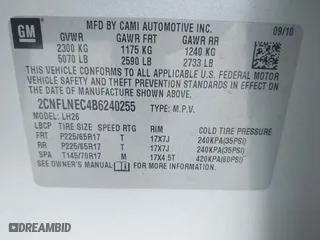 GM
MFD BY CAMI AUTOMOTIVE INC.
09/10
GVWR GAWR FRT GAWR RR
2300 KG 1175 KG 1240 KG
5070 LB 2590 LB 2733 LB
THIS VEHICLE CONFORMS TO ALL APPLICABLE U.S. FEDERAL MOTOR
VEHICLE SAFETY AND THEFT PREVENTION STANDARDS IN EFFECT ON
THE DATE OF MANUFACTURE SHOWN ABOVE.
2CNFLNEC4B6240255 TYPE: M.P.V.
MODEL: LH26
LBCP TIRE SIZE SPEED RTG RIM COLD TIRE PRESSURE
FRT P225/65R17 T 17X7J 240KPA(35PSI)
RR P225/65R17 T 17X7J 240KPA(35PSI)
SPA T145/70R17 M 17X4.5T 420KPA(60PSI)
SEE OWNER'S MANUAL FOR MORE INFORMATION.
DREAMBID